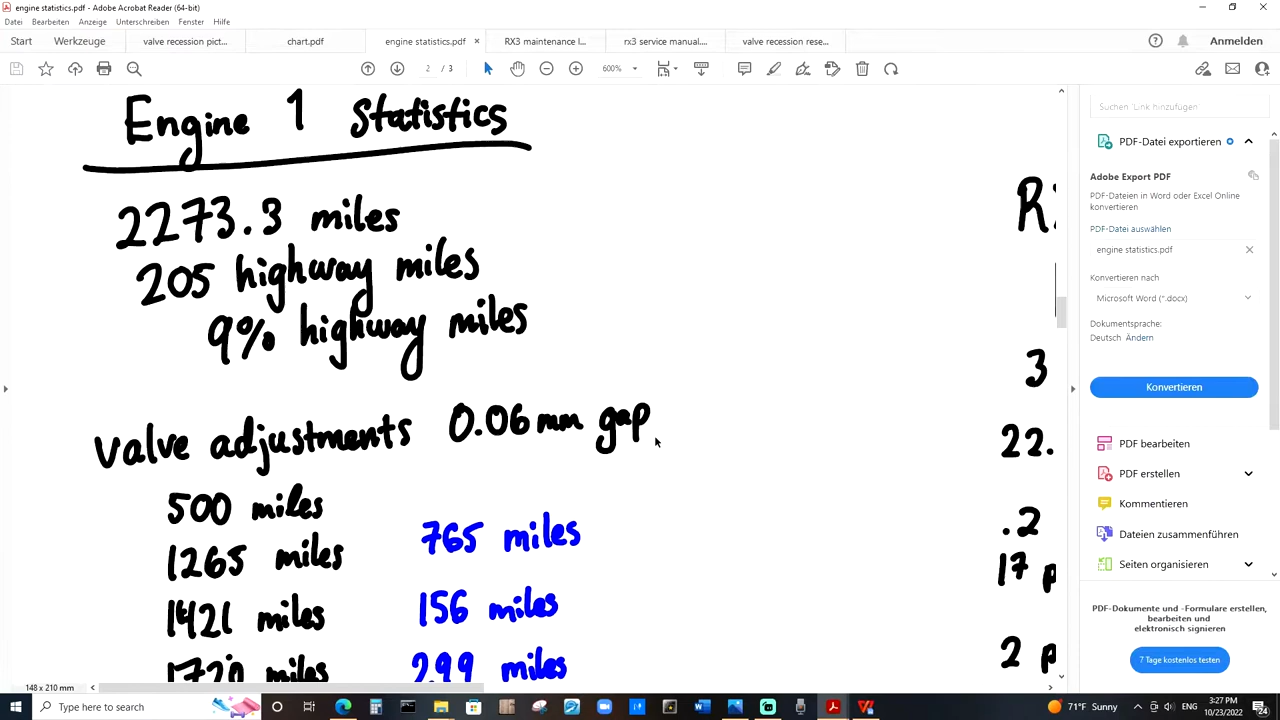 engine statistics.pdf - Adobe Acrobat Reader (64-bit)
Datei Bearbeiten Anzeige Unterschreiben Fenster Hilfe
Start Werkzeuge valve recession pict... chart.pdf engine statistics.pdf × RX3 maintenance l... rx3 service manual.... valve recession rese... Anmelden
2 / 3 600%
Engine 1 Statistics
2273.3 miles
205 highway miles
9% highway miles
valve adjustments 0.06 mm gap
500 miles
765 miles
1265 miles
156 miles
1421 miles
299 miles
1720 miles
3
22.
.2
17 p
2 p
148 x 210 mm
Suchen 'Link hinzufügen'
PDF-Datei exportieren
Adobe Export PDF
PDF-Dateien in Word oder Excel Online
konvertieren
PDF-Datei auswählen
engine statistics.pdf
Konvertieren nach
Microsoft Word (*.docx)
Dokumentsprache:
Deutsch Ändern
Konvertieren
PDF bearbeiten
PDF erstellen
Kommentieren
Dateien zusammenführen
Seiten organisieren
PDF-Dokumente und -Formulare erstellen,
bearbeiten und
elektronisch signieren
7 Tage kostenlos testen
Type here to search
71°F Sunny
3:27 PM
10/23/2022
24